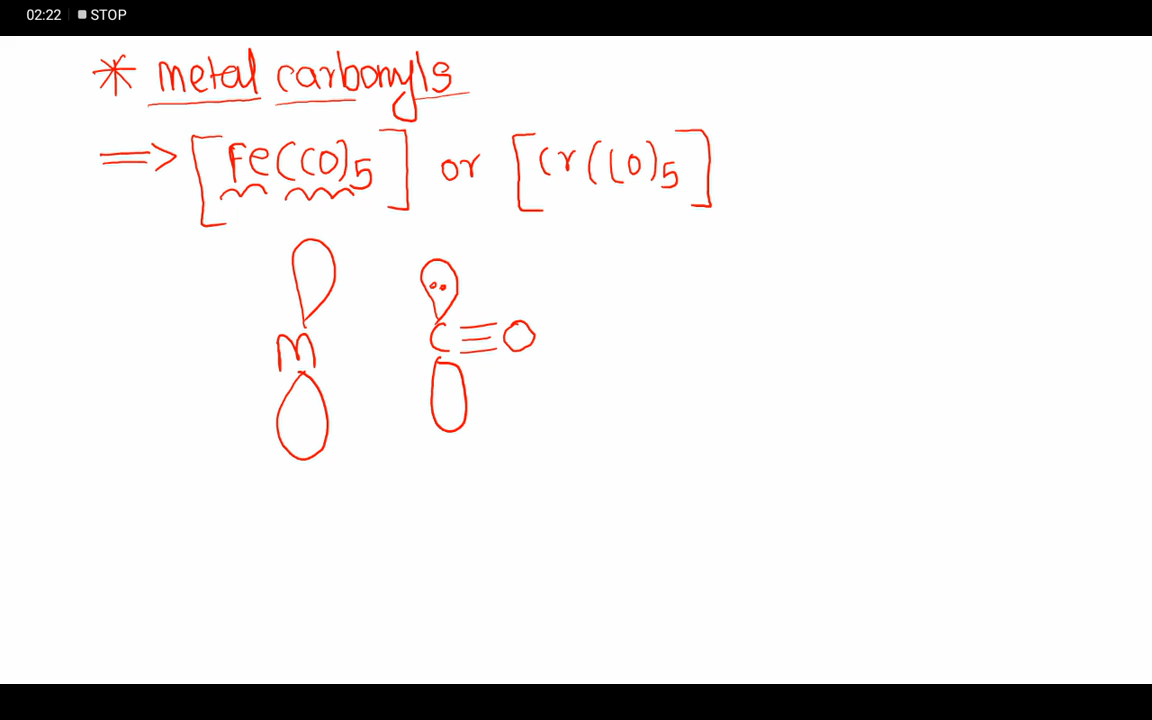 02:22 STOP
* metal carbonyls
⇒ [Fe(CO)5] or [Cr(CO)5]
M C≡O